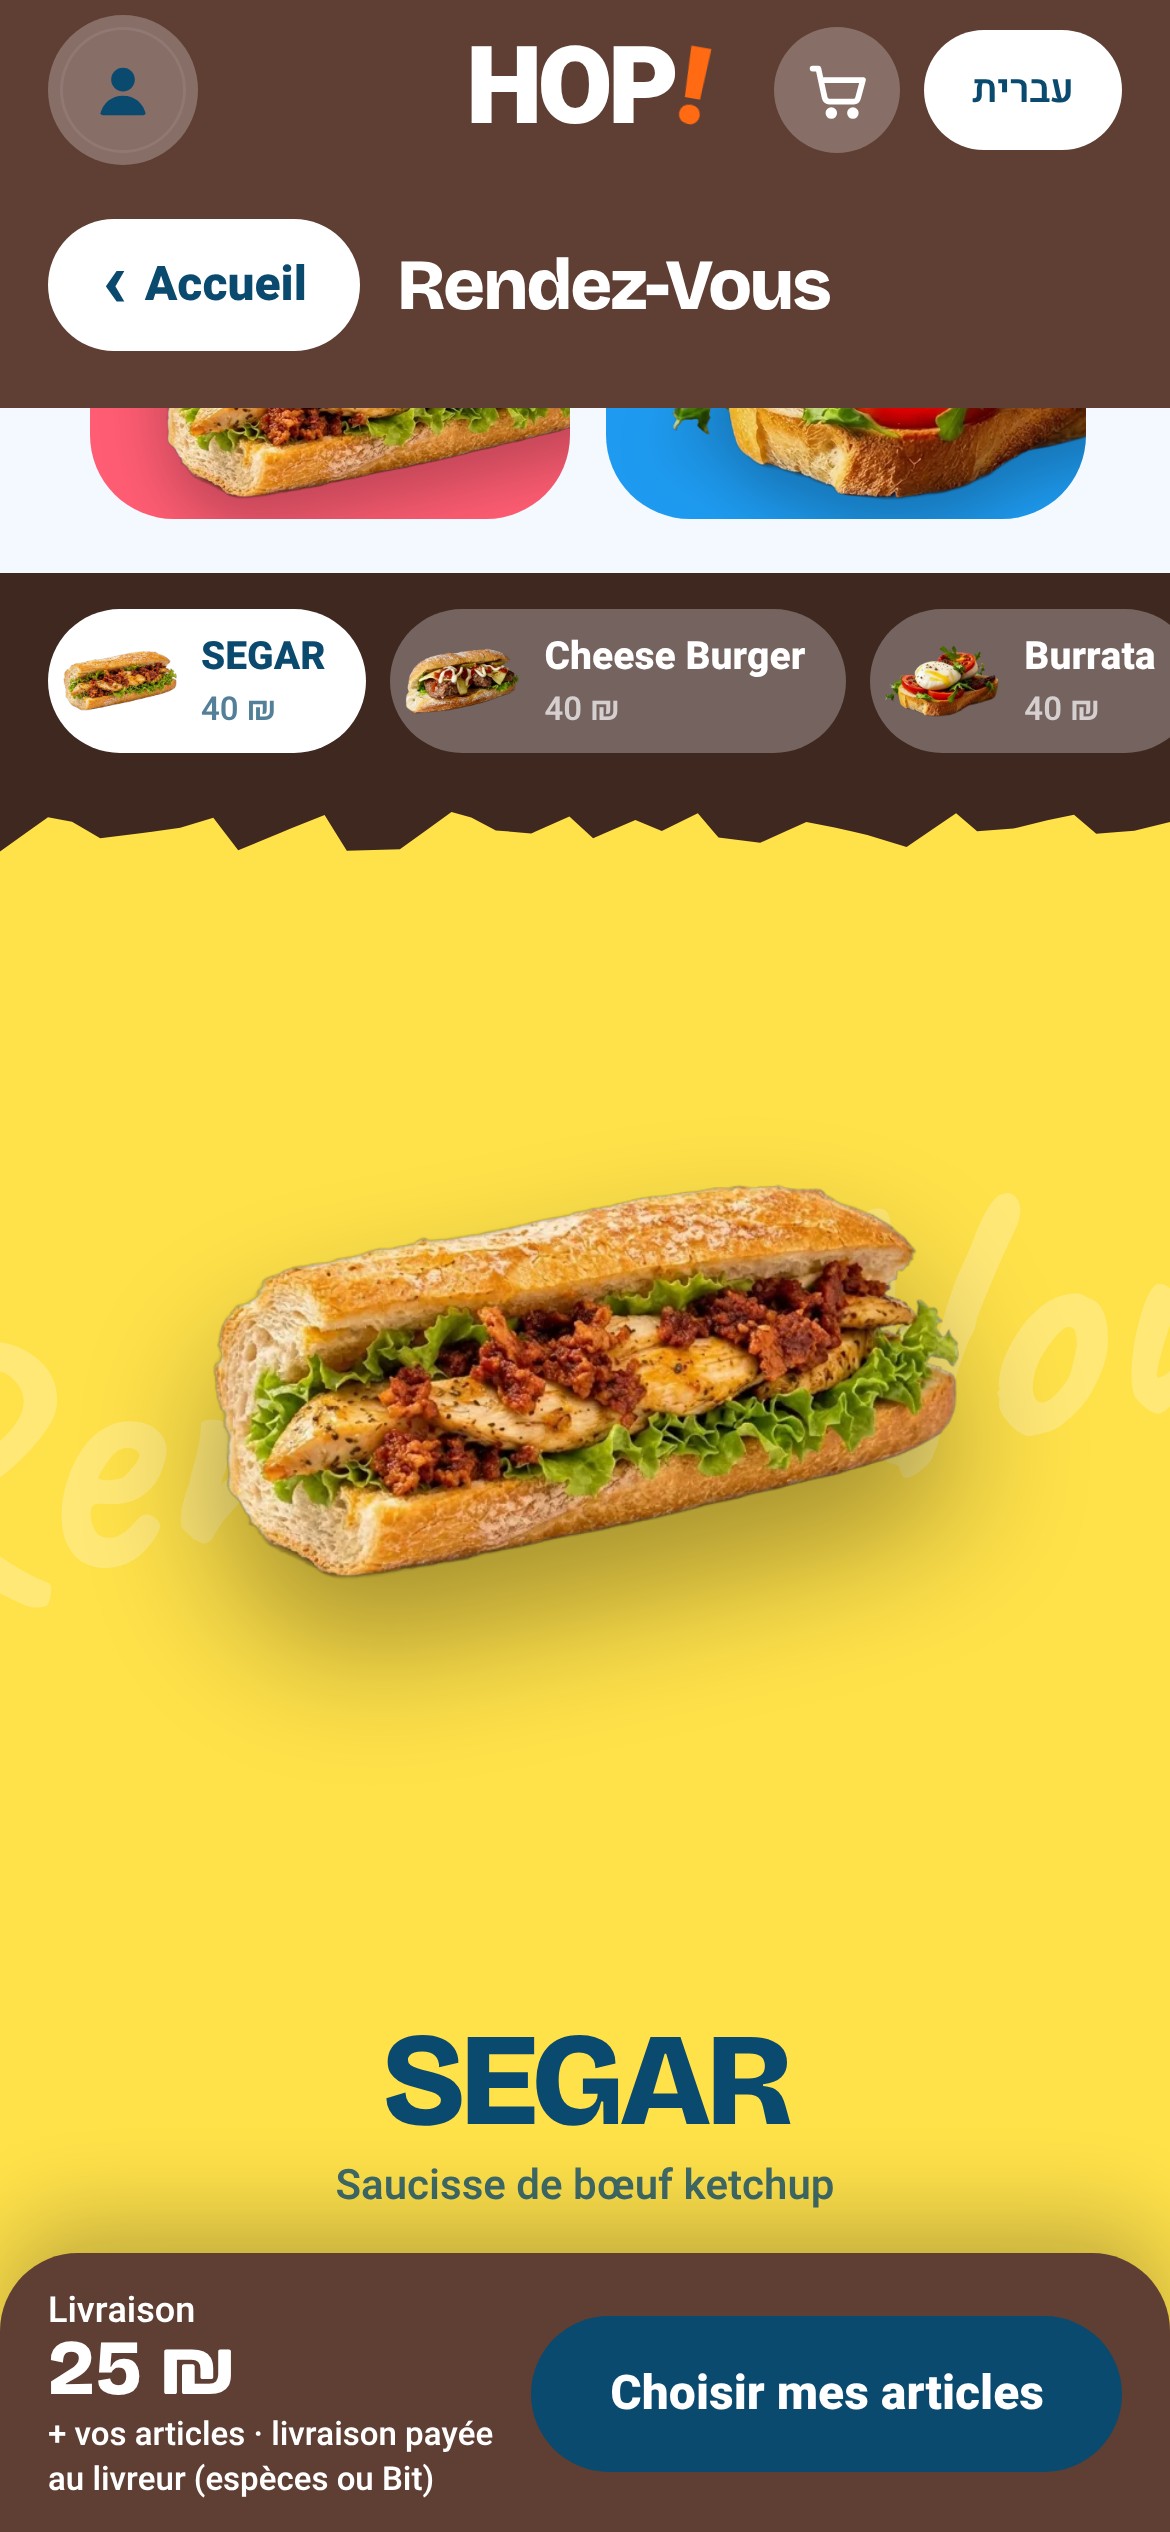 HOP!
עברית
‹ Accueil
Rendez-Vous
SEGAR
40 ₪
Cheese Burger
40 ₪
Burrata
40 ₪
SEGAR
Saucisse de bœuf ketchup
Livraison
25 ₪
+ vos articles · livraison payée
au livreur (espèces ou Bit)
Choisir mes articles